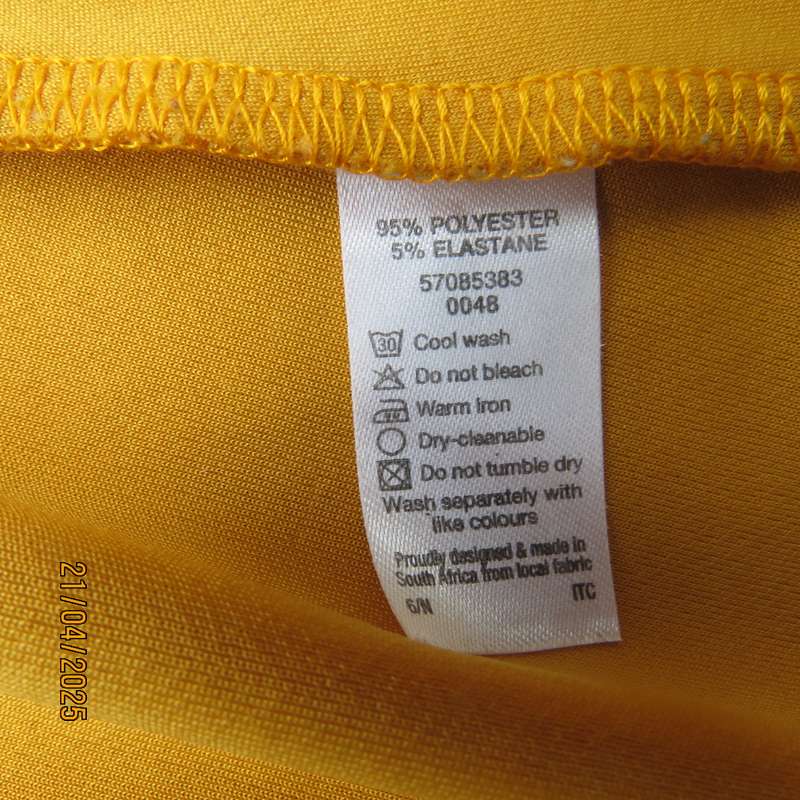 95% POLYESTER
5% ELASTANE
57085383
0048
30 Cool wash
Do not bleach
Warm Iron
Dry-cleanable
Do not tumble dry
Wash separately with
like colours
Proudly designed & made in
South Africa from local fabric
6/N ITC
21/04/2025